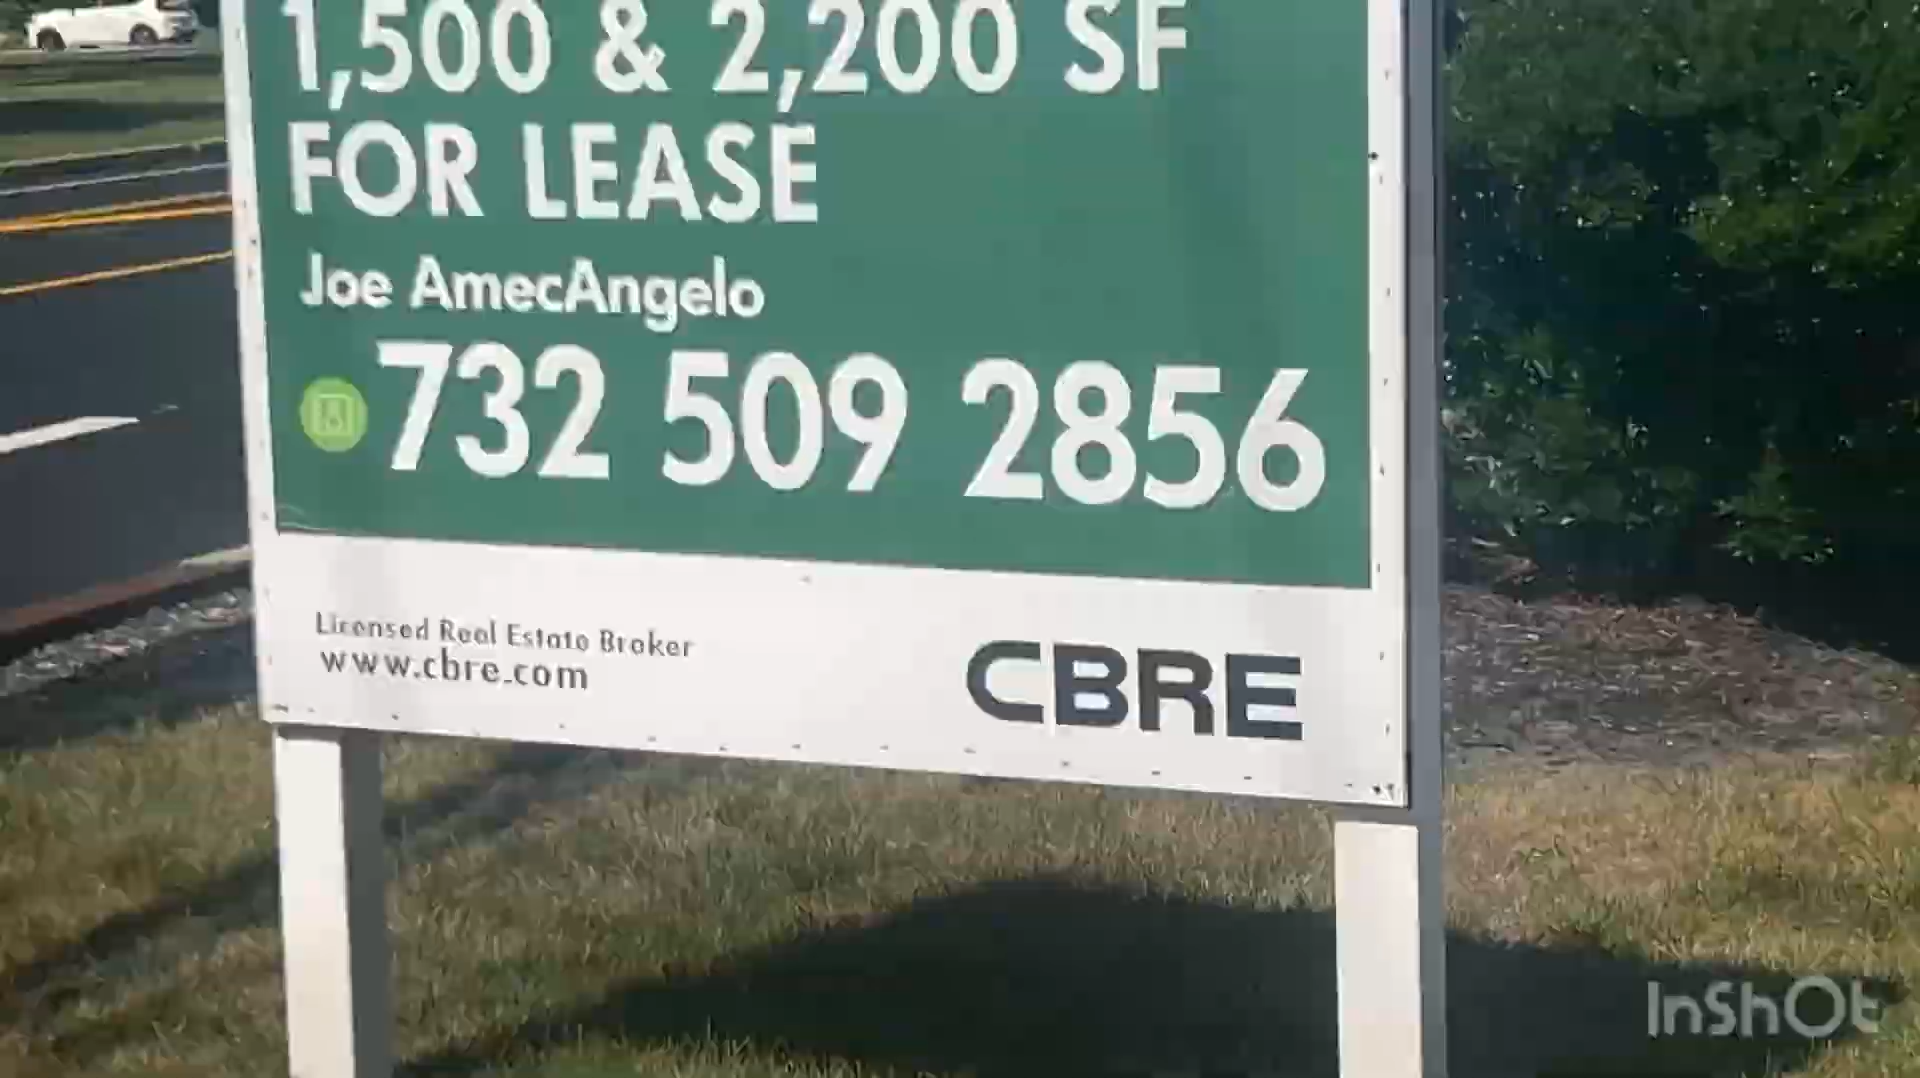 1,500 & 2,200 SF
FOR LEASE
Joe AmecAngelo
732 509 2856
Licensed Real Estate Broker
www.cbre.com
CBRE
InShOt